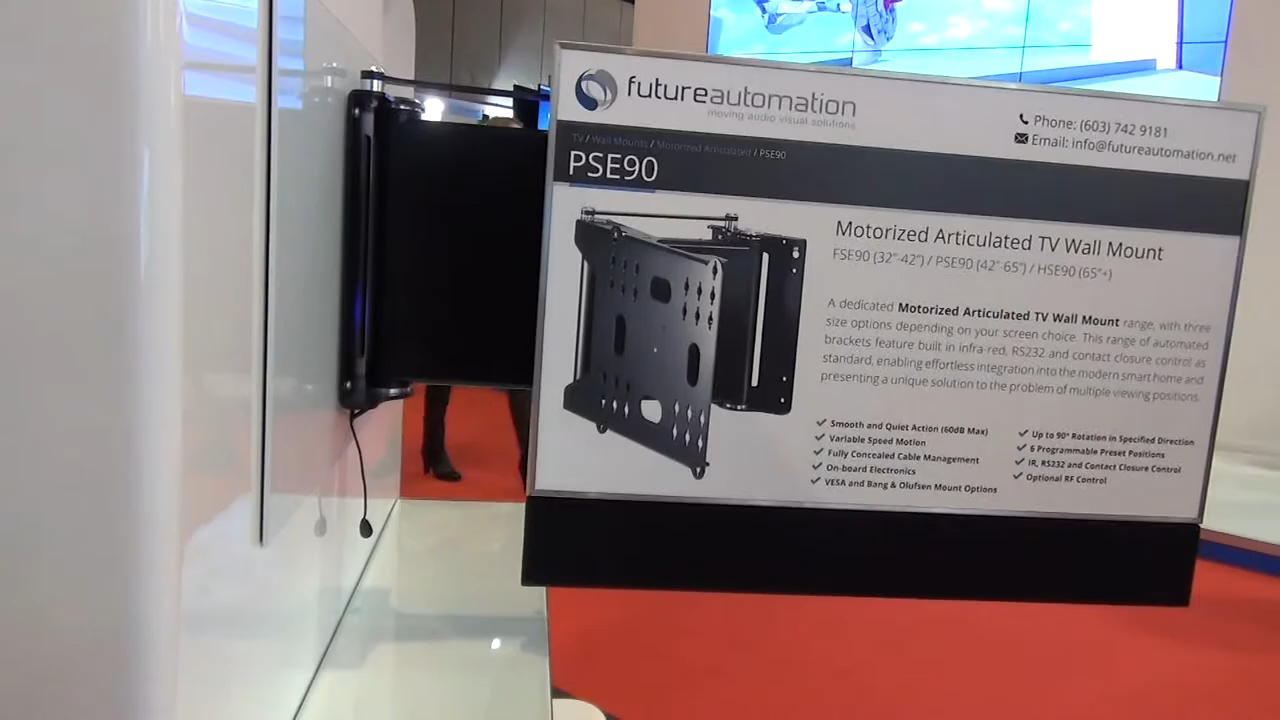 futureautomation
moving audio visual solutions
Phone: (603) 742 9181
Email: info@futureautomation.net
TV / Wall Mounts / Motorized Articulated / PSE90
PSE90
Motorized Articulated TV Wall Mount
FSE90 (32"-42") / PSE90 (42"-65") / HSE90 (65"+)
A dedicated Motorized Articulated TV Wall Mount range, with three
size options depending on your screen choice. This range of automated
brackets feature built in infra-red, RS232 and contact closure control as
standard, enabling effortless integration into the modern smart home and
presenting a unique solution to the problem of multiple viewing positions.
✓ Smooth and Quiet Action (60dB Max)
✓ Variable Speed Motion
✓ Fully Concealed Cable Management
✓ On-board Electronics
✓ VESA and Bang & Olufsen Mount Options
✓ Up to 90° Rotation in Specified Direction
✓ 6 Programmable Preset Positions
✓ IR, RS232 and Contact Closure Control
✓ Optional RF Control